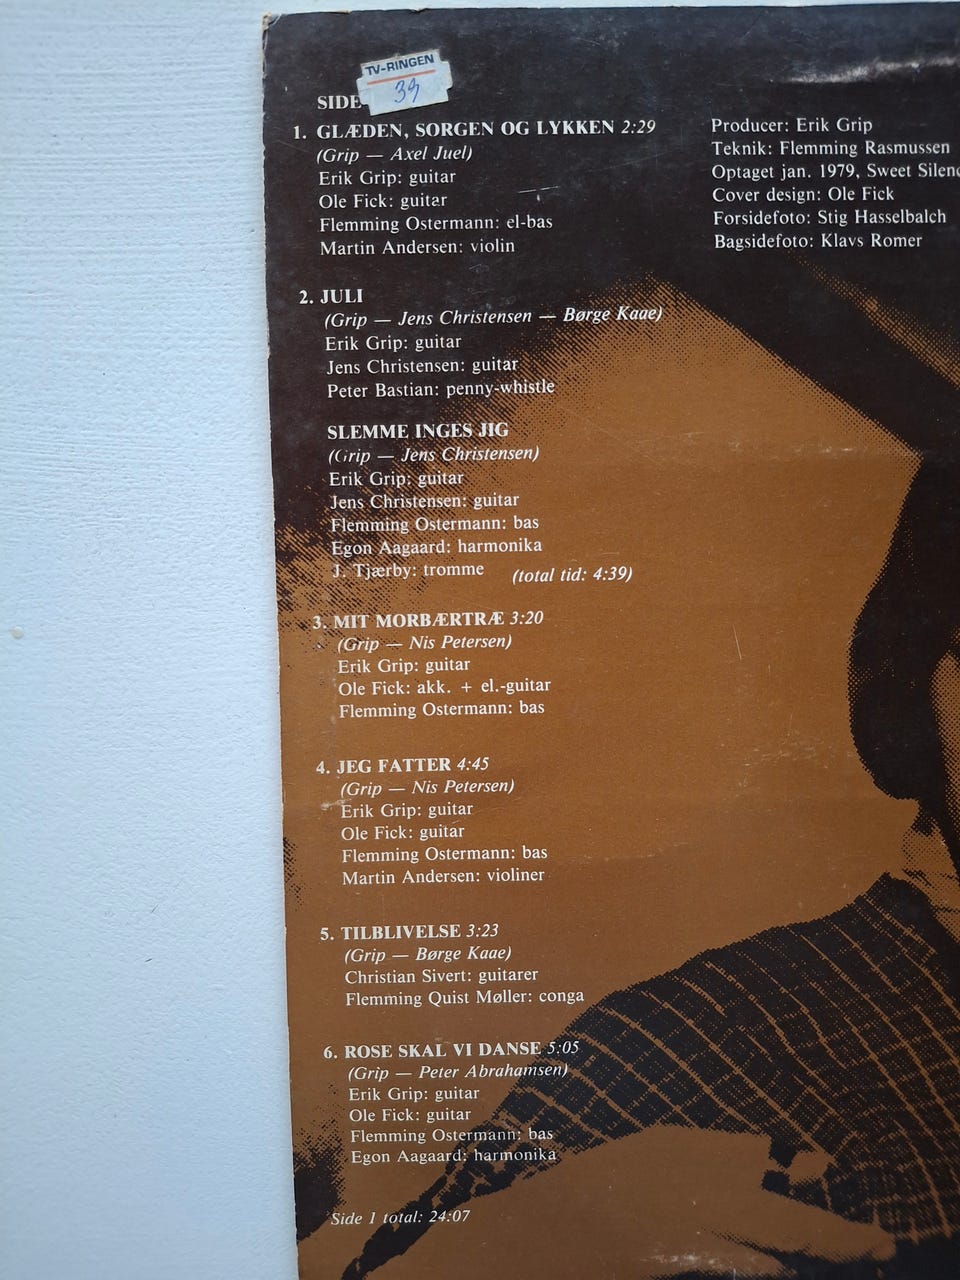 TV-RINGEN
39
SIDE
1. GLÆDEN, SORGEN OG LYKKEN 2:29
(Grip — Axel Juel)
Erik Grip: guitar
Ole Fick: guitar
Flemming Ostermann: el-bas
Martin Andersen: violin
2. JULI
(Grip — Jens Christensen — Børge Kaae)
Erik Grip: guitar
Jens Christensen: guitar
Peter Bastian: penny-whistle
SLEMME INGES JIG
(Grip — Jens Christensen)
Erik Grip: guitar
Jens Christensen: guitar
Flemming Ostermann: bas
Egon Aagaard: harmonika
J. Tjærby: tromme (total tid: 4:39)
3. MIT MORBÆRTRÆ 3:20
(Grip — Nis Petersen)
Erik Grip: guitar
Ole Fick: akk. + el.-guitar
Flemming Ostermann: bas
4. JEG FATTER 4:45
(Grip — Nis Petersen)
Erik Grip: guitar
Ole Fick: guitar
Flemming Ostermann: bas
Martin Andersen: violiner
5. TILBLIVELSE 3:23
(Grip — Børge Kaae)
Christian Sivert: guitarer
Flemming Quist Møller: conga
6. ROSE SKAL VI DANSE 5:05
(Grip — Peter Abrahamsen)
Erik Grip: guitar
Ole Fick: guitar
Flemming Ostermann: bas
Egon Aagaard: harmonika
Side 1 total: 24:07
Producer: Erik Grip
Teknik: Flemming Rasmussen
Optaget jan. 1979, Sweet Silenc
Cover design: Ole Fick
Forsidefoto: Stig Hasselbalch
Bagsidefoto: Klavs Romer